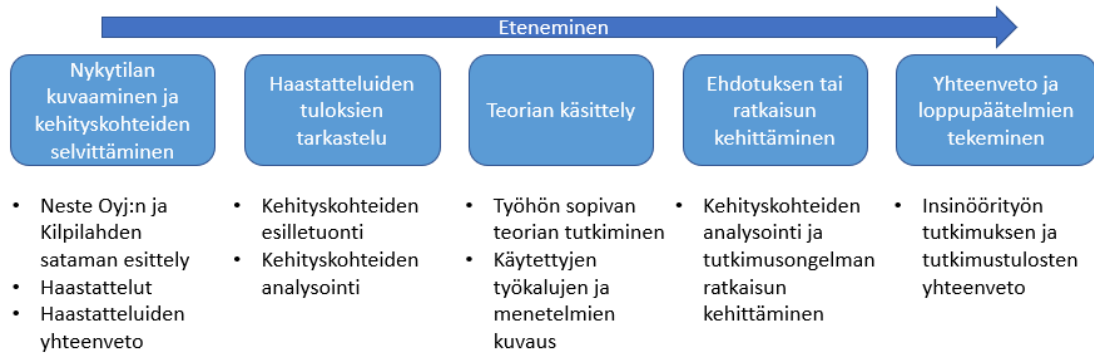 Eteneminen
Nykytilan
kuvaaminen ja
kehityskohteiden
selvittäminen
Haastatteluiden
tuloksien
tarkastelu
Teorian käsittely
Ehdotuksen tai
ratkaisun
kehittäminen
Yhteenveto ja
loppupäätelmien
tekeminen
• Neste Oyj:n ja
Kilpilahden
sataman esittely
• Haastattelut
• Haastatteluiden
yhteenveto
• Kehityskohteiden
esilletuonti
• Kehityskohteiden
analysointi
• Työhön sopivan
teorian tutkiminen
• Käytettyjen
työkalujen ja
menetelmien
kuvaus
• Kehityskohteiden
analysointi ja
tutkimusongelman
ratkaisun
kehittäminen
• Insinöörityön
tutkimuksen ja
tutkimustulosten
yhteenveto